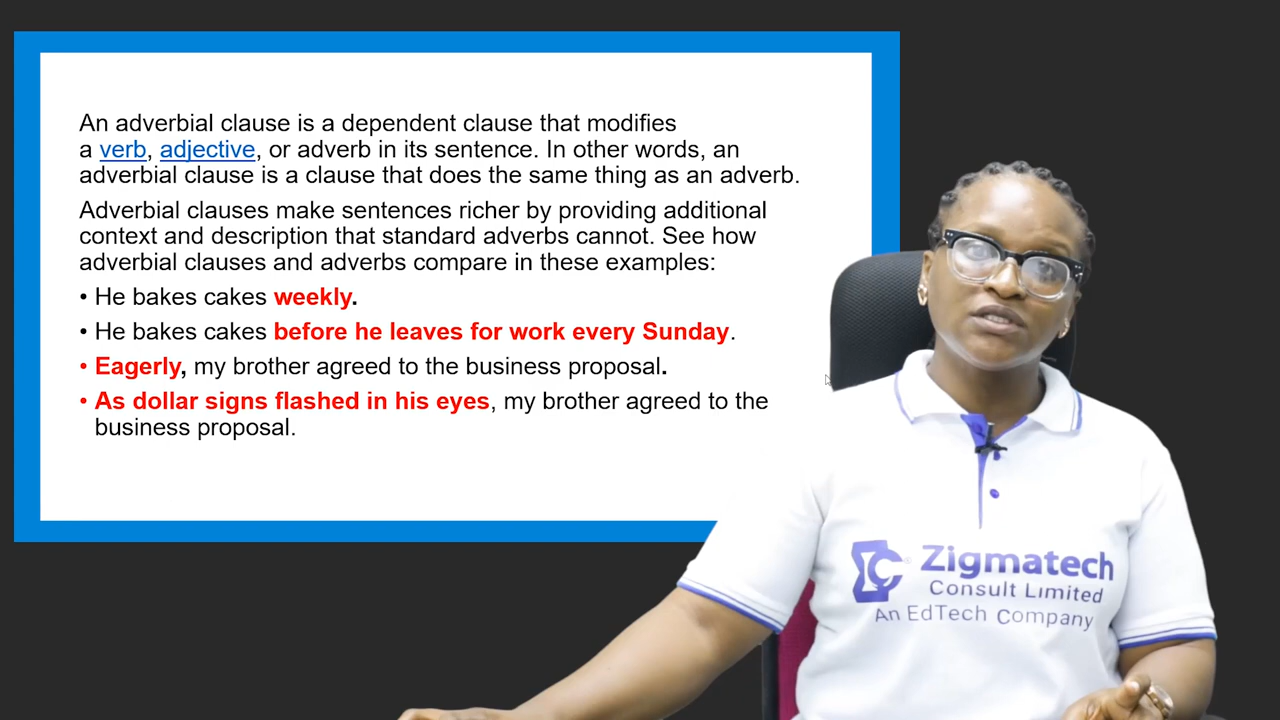 An adverbial clause is a dependent clause that modifies
a verb, adjective, or adverb in its sentence. In other words, an
adverbial clause is a clause that does the same thing as an adverb.
Adverbial clauses make sentences richer by providing additional
context and description that standard adverbs cannot. See how
adverbial clauses and adverbs compare in these examples:
• He bakes cakes weekly.
• He bakes cakes before he leaves for work every Sunday.
• Eagerly, my brother agreed to the business proposal.
• As dollar signs flashed in his eyes, my brother agreed to the
business proposal.
Zigmatech
Consult Limited
An EdTech Company